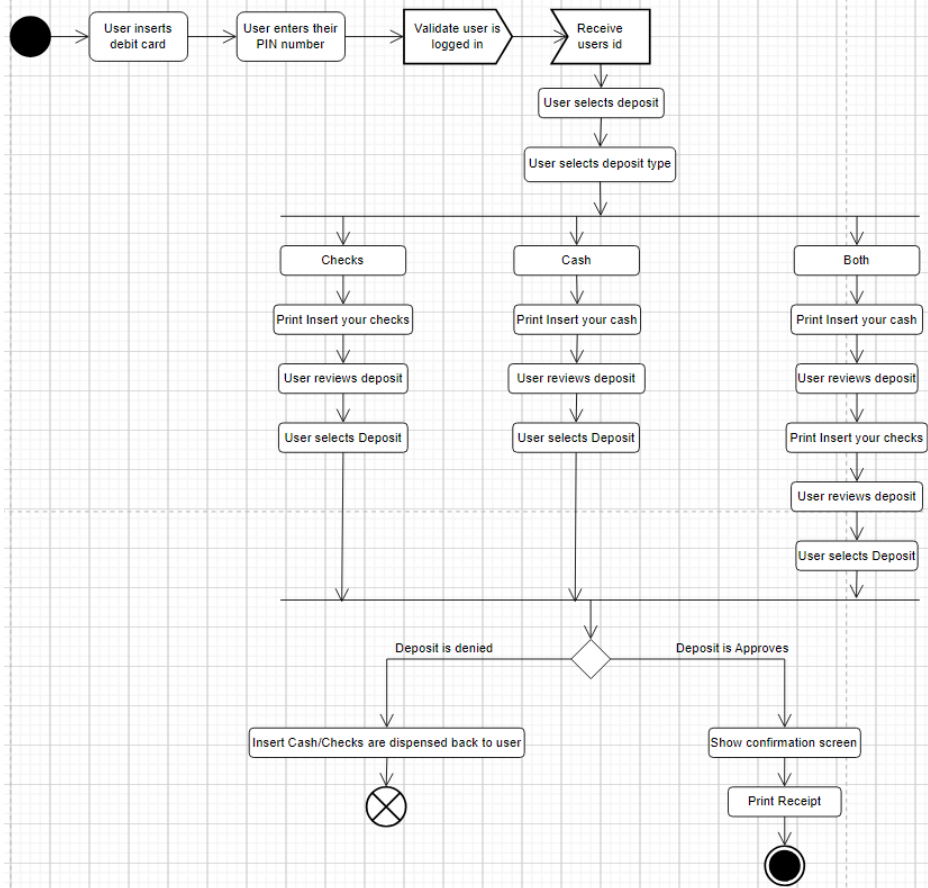 User inserts
debit card
User enters their
PIN number
Validate user is
logged in
Receive
users id
User selects deposit
User selects deposit type
Checks
Cash
Both
Print Insert your checks
Print Insert your cash
Print Insert your cash
User reviews deposit
User reviews deposit
User reviews deposit
User selects Deposit
User selects Deposit
Print Insert your checks
User reviews deposit
User selects Deposit
Deposit is denied
Deposit is Approves
Insert Cash/Checks are dispensed back to user
Show confirmation screen
Print Receipt